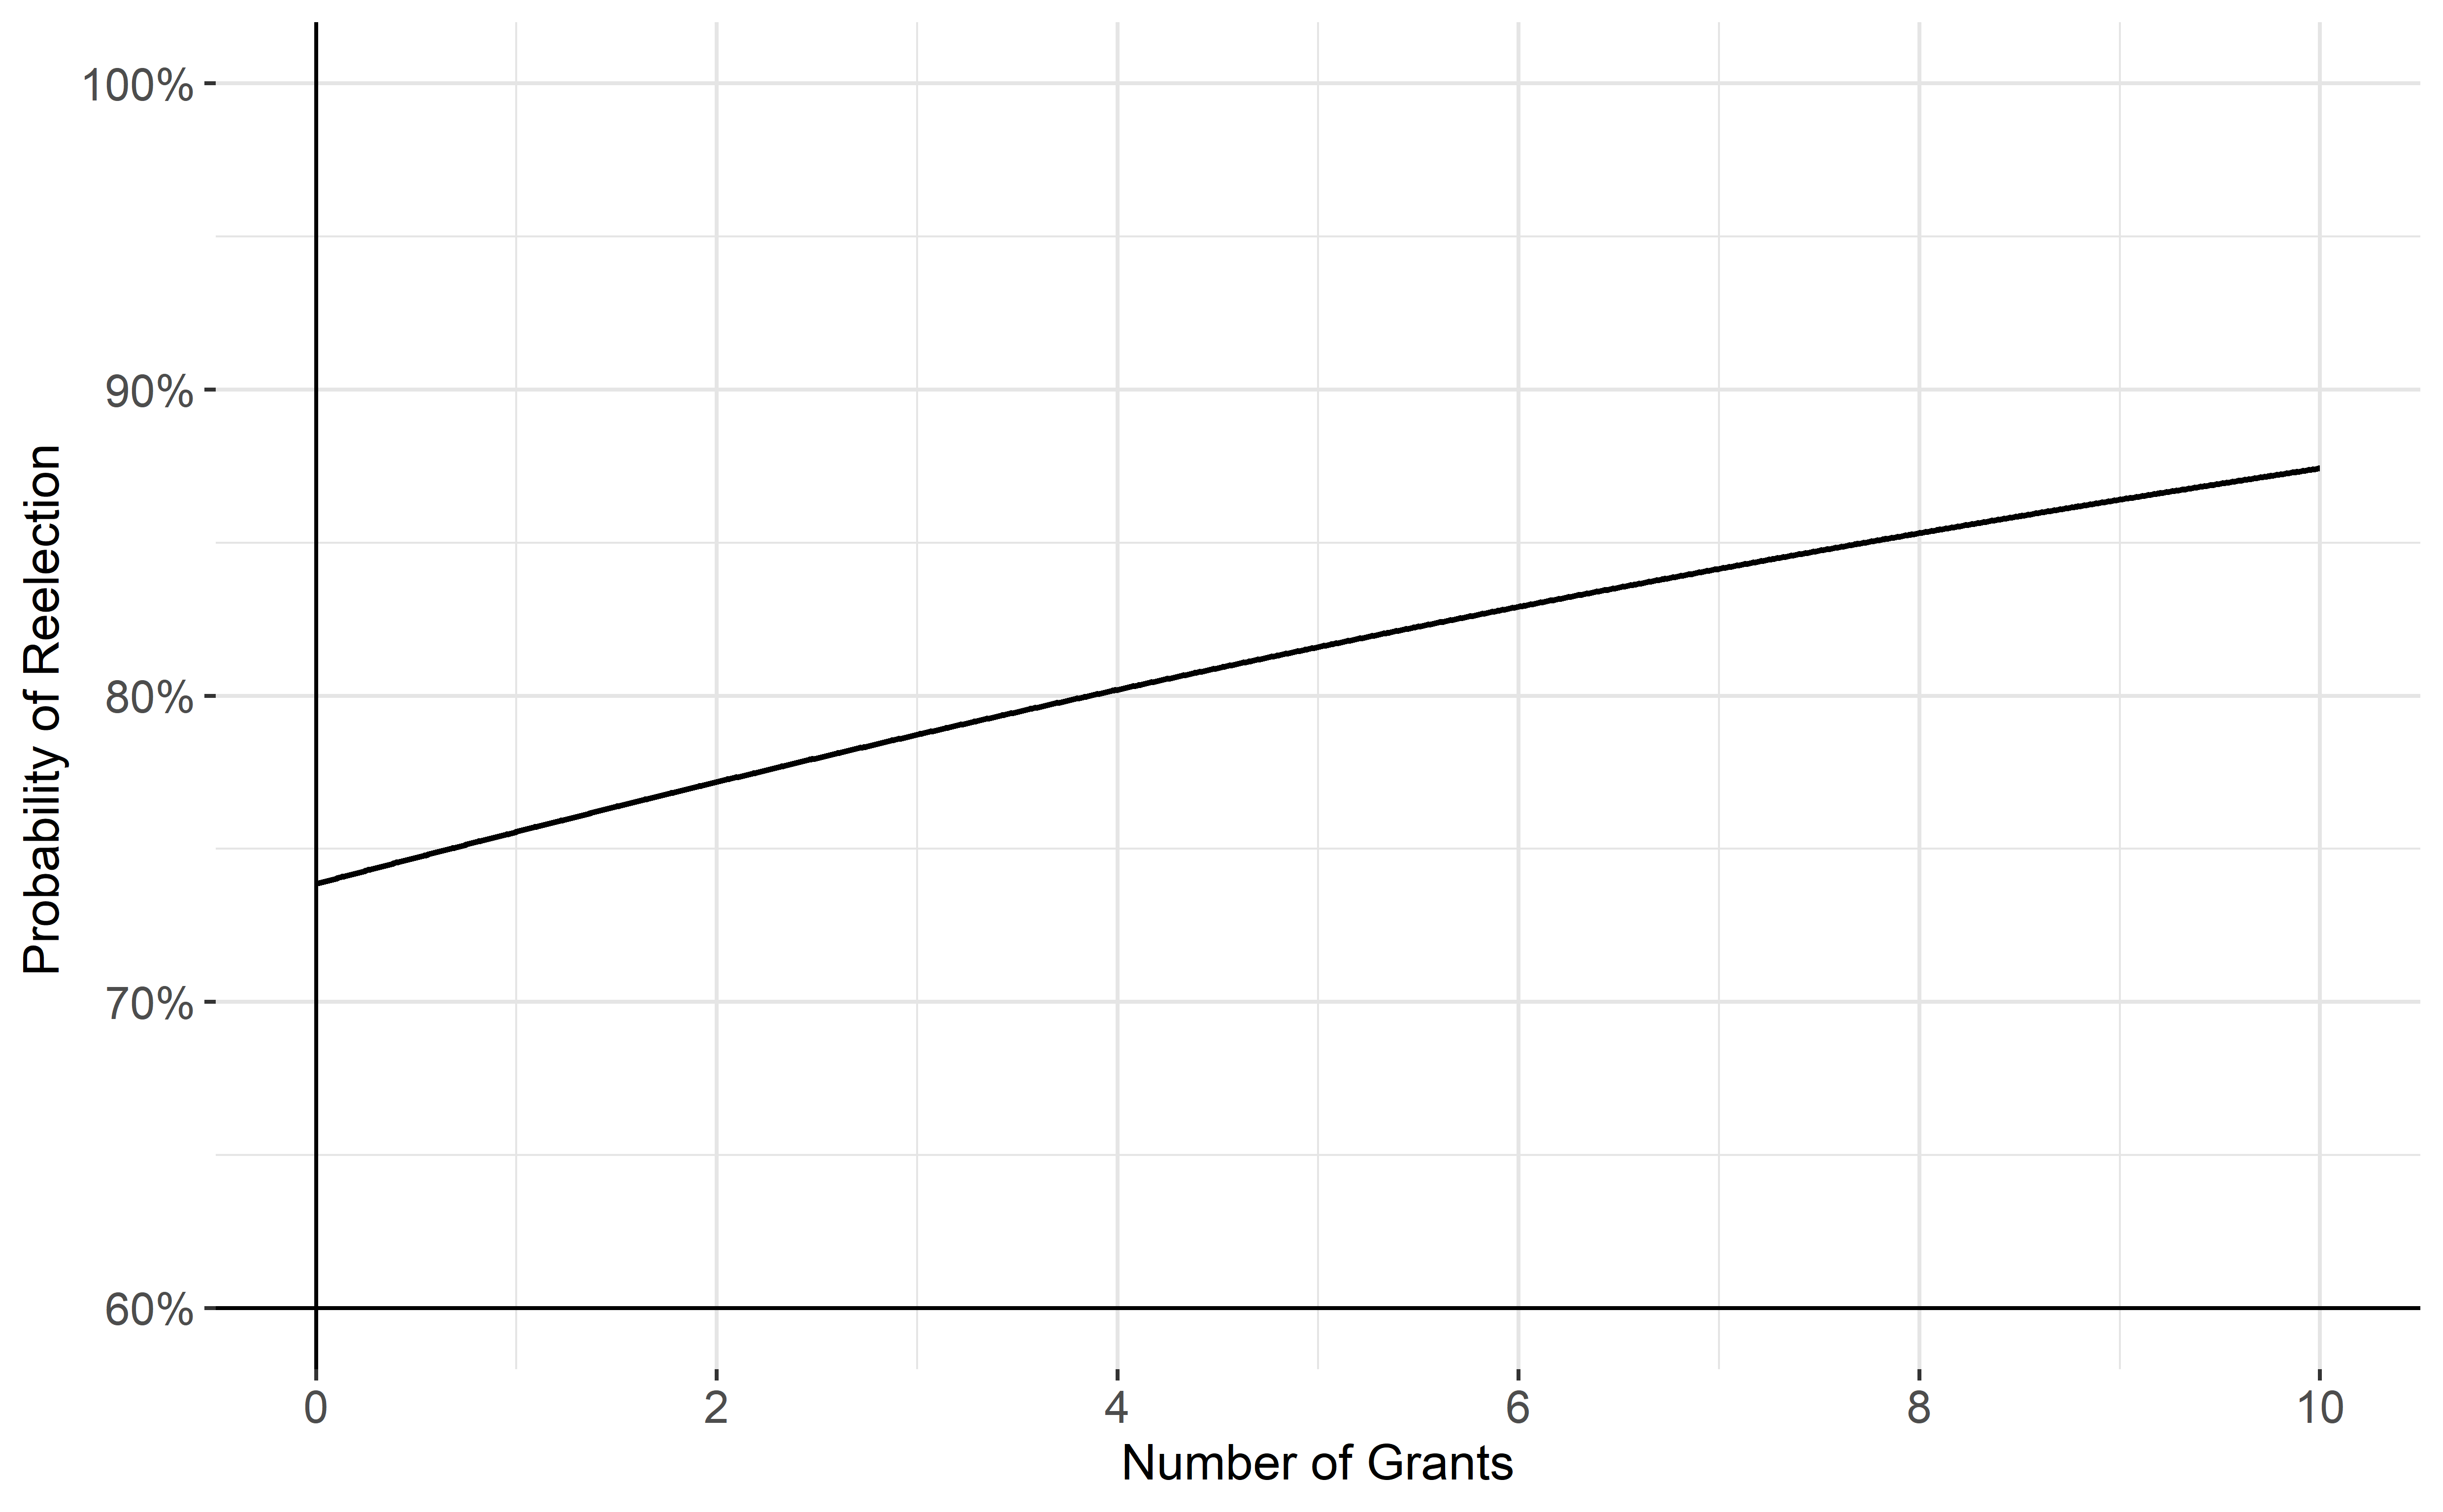 100%
90%
80%
70%
60%
Probability of Reelection
0 2 4 6 8 10
Number of Grants